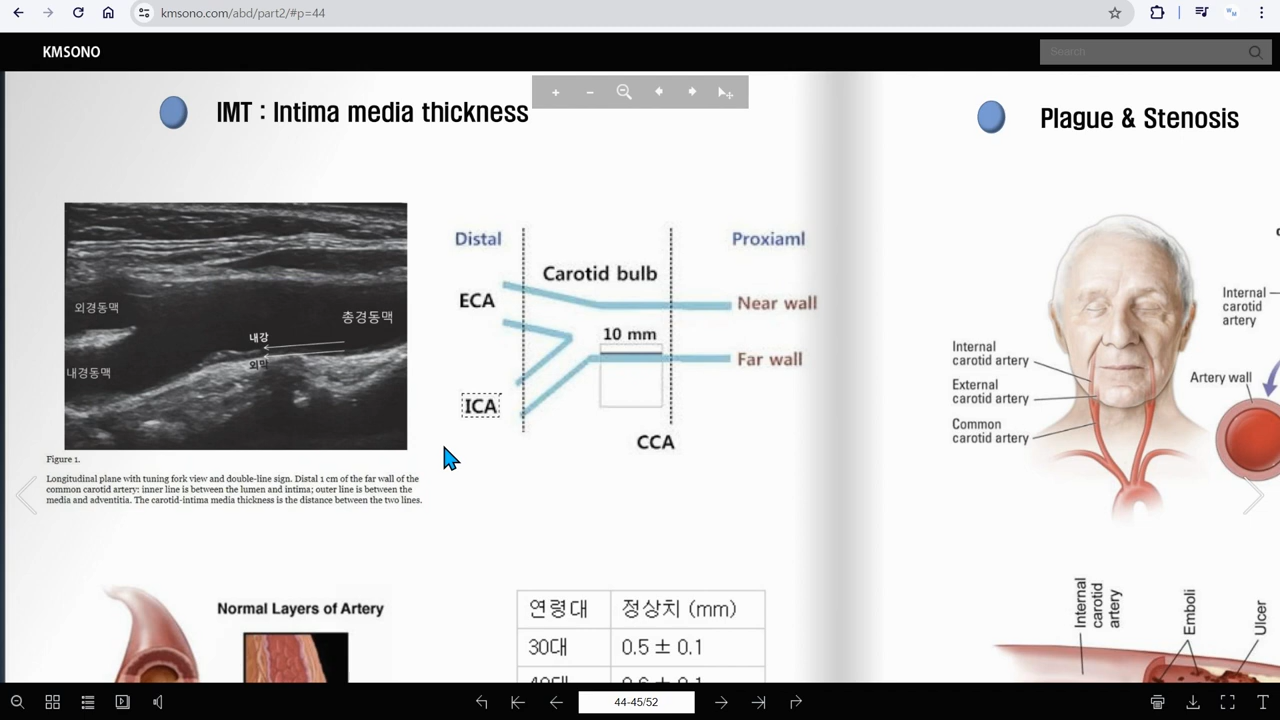 kmsono.com/abd/part2/#p=44
KMSONO
Search
IMT : Intima media thickness
외경동맥
총경동맥
내강
외막
내경동맥
Figure 1.
Longitudinal plane with tuning fork view and double-line sign. Distal 1 cm of the far wall of the
common carotid artery: inner line is between the lumen and intima; outer line is between the
media and adventitia. The carotid-intima media thickness is the distance between the two lines.
Distal
Proxiaml
Carotid bulb
ECA
Near wall
10 mm
Far wall
ICA
CCA
Normal Layers of Artery
연령대 정상치 (mm)
30대 0.5 ± 0.1
Plague & Stenosis
Internal
carotid
artery
Internal
carotid artery
Artery wall
External
carotid artery
Common
carotid artery
Internal
carotid
artery
Emboli
Ulcer
44-45/52